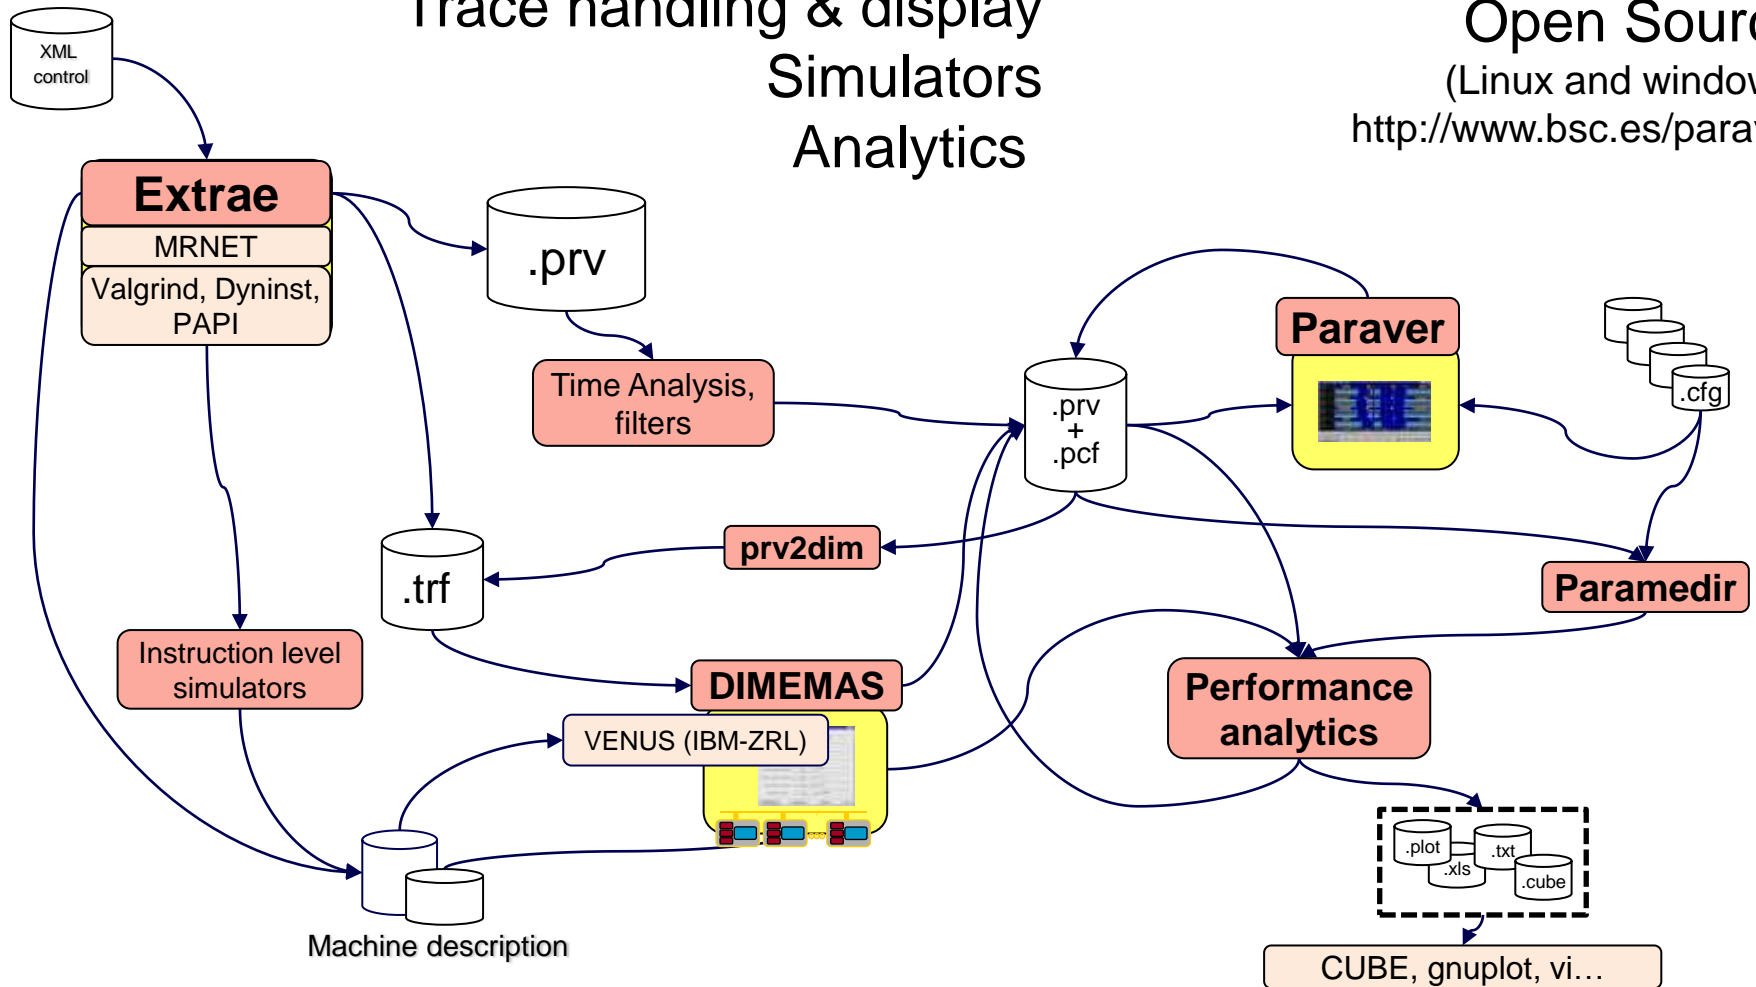 Trace handling & display
Simulators
Analytics
Open Sourc
(Linux and window
http://www.bsc.es/parav
XML
control
Extrae
MRNET
Valgrind, Dyninst,
PAPI
.prv
Time Analysis,
filters
.prv
+
.pcf
Paraver
.cfg
prv2dim
.trf
Paramedir
Instruction level
simulators
DIMEMAS
VENUS (IBM-ZRL)
Performance
analytics
.plot
.xls
.txt
.cube
Machine description
CUBE, gnuplot, vi…